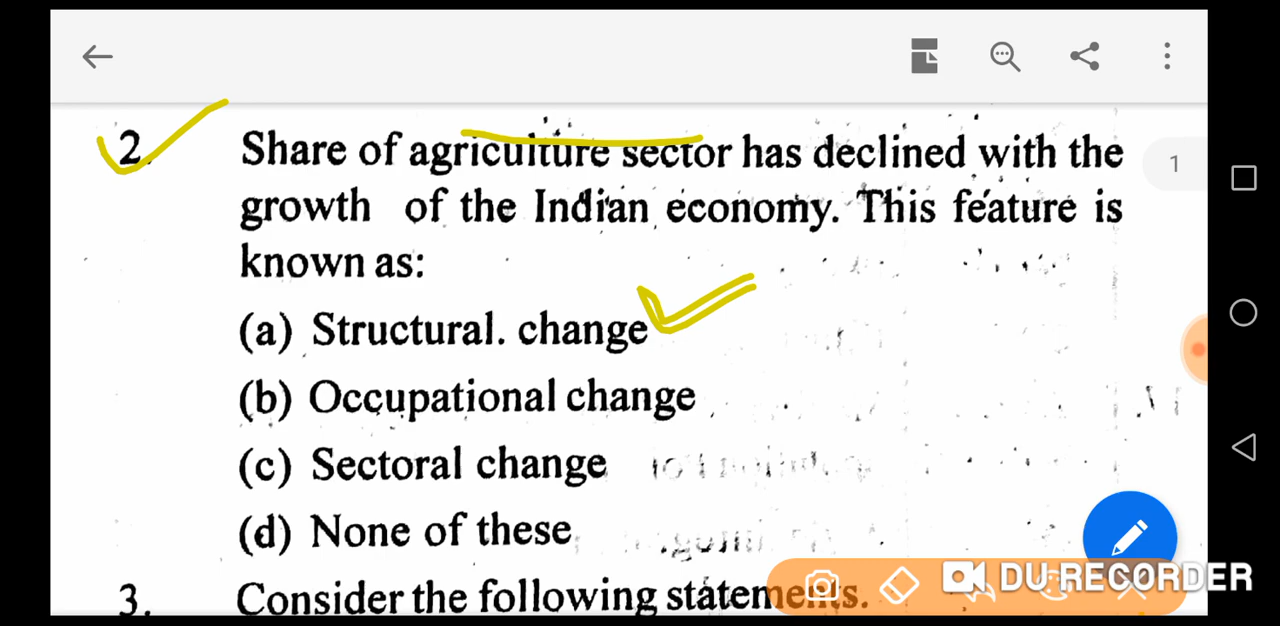 2.
Share of agriculture sector has declined with the
growth of the Indian economy. This feature is
known as:
(a) Structural. change
(b) Occupational change
(c) Sectoral change
(d) None of these
3.
Consider the following statements.
1
DU RECORDER